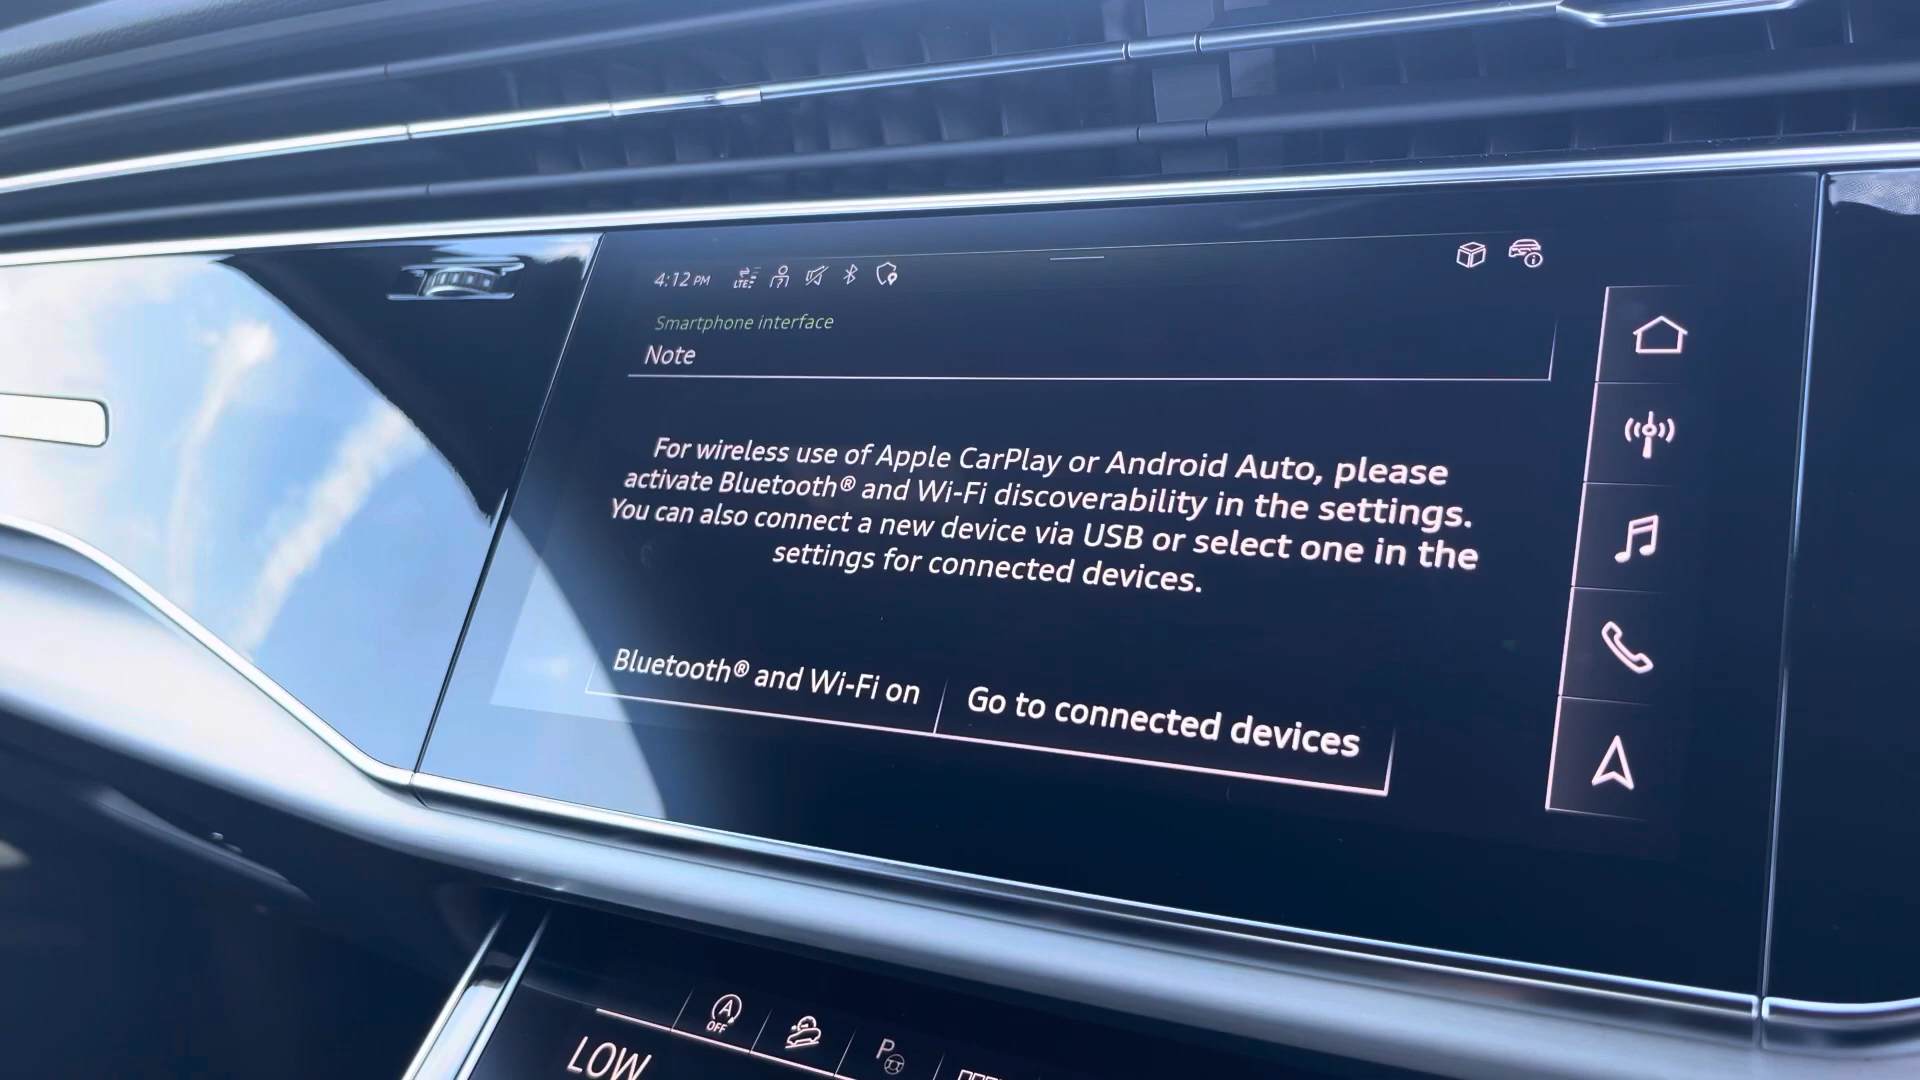 4:12 PM LTE
Smartphone interface
Note
For wireless use of Apple CarPlay or Android Auto, please
activate Bluetooth® and Wi-Fi discoverability in the settings.
You can also connect a new device via USB or select one in the
settings for connected devices.
Bluetooth® and Wi-Fi on
Go to connected devices
A
OFF
P
LOW